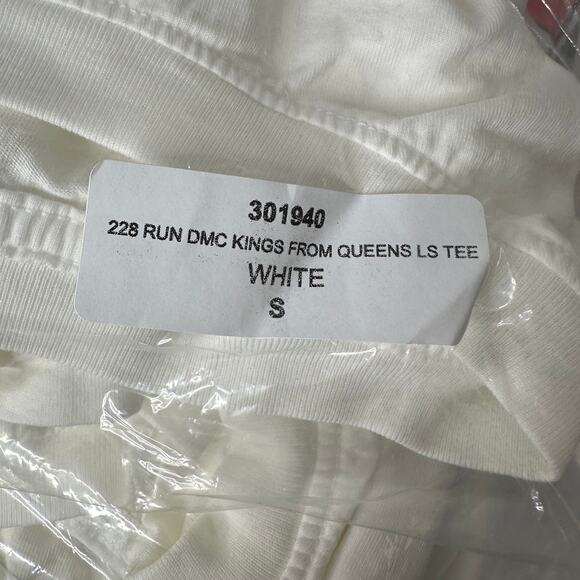 301940
228 RUN DMC KINGS FROM QUEENS LS TEE
WHITE
S